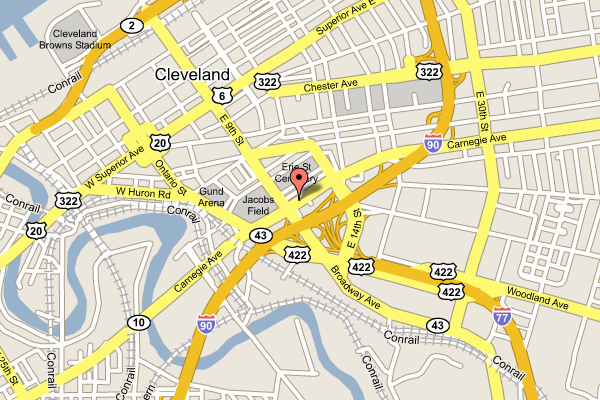 2
Superior Ave E
Cleveland
Browns Stadium
Conrail
Cleveland
322
322
6
Chester Ave
E 9th St
E 30th St
20
90
Carnegie Ave
W Superior Ave
Ontario St
Erie St
Cemetery
W Huron Rd
Gund
Arena
Jacobs
Field
322
Conrail
Conrail
20
43
E 14th St
422
422
422
422
Carnegie Ave
Broadway Ave
Woodland Ave
90
77
10
43
Conrail
Conrail
Conrail
W 25th St